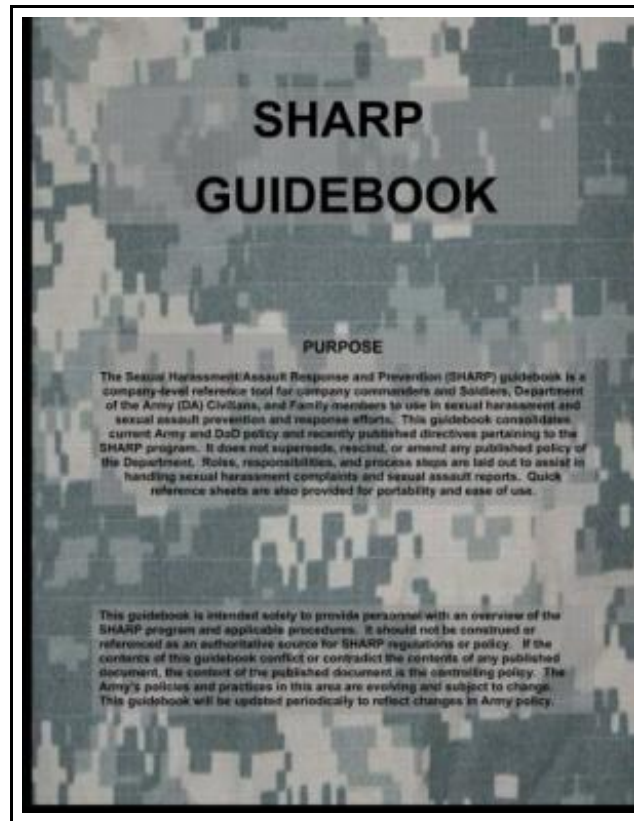 SHARP
GUIDEBOOK
PURPOSE
The Sexual Harassment/Assault Response and Prevention (SHARP) guidebook is a
company-level reference tool for company commanders and Soldiers, Department
of the Army (DA) Civilians, and Family members to use in sexual harassment and
sexual assault prevention and response efforts. This guidebook consolidates
current Army and DoD policy and recently published directives pertaining to the
SHARP program. It does not supersede, rescind, or amend any published policy of
the Department. Roles, responsibilities, and process steps are laid out to assist in
handling sexual harassment complaints and sexual assault reports. Quick
reference sheets are also provided for portability and ease of use.
This guidebook is intended solely to provide personnel with an overview of the
SHARP program and applicable procedures. It should not be construed or
referenced as an authoritative source for SHARP regulations or policy. If the
contents of this guidebook conflict or contradict the contents of any published
document, the content of the published document is the controlling policy. The
Army's policies and practices in this area are evolving and subject to change.
This guidebook will be updated periodically to reflect changes in Army policy.